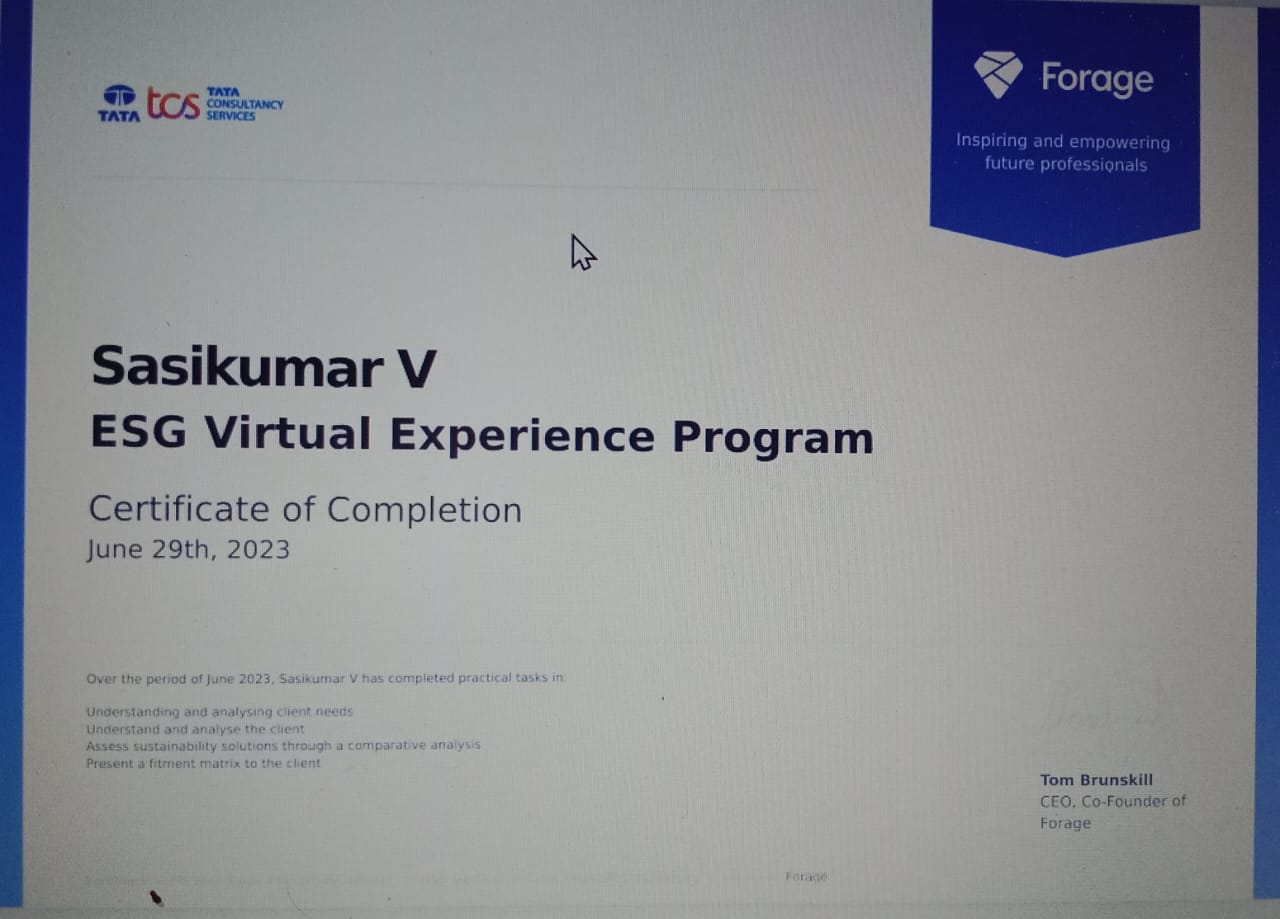 TATA
tcs
TATA
CONSULTANCY
SERVICES
Forage
Inspiring and empowering
future professionals
Sasikumar V
ESG Virtual Experience Program
Certificate of Completion
June 29th, 2023
Over the period of June 2023, Sasikumar V has completed practical tasks in:
Understanding and analysing client needs
Understand and analyse the client
Assess sustainability solutions through a comparative analysis
Present a fitment matrix to the client
Tom Brunskill
CEO, Co-Founder of
Forage
Forage